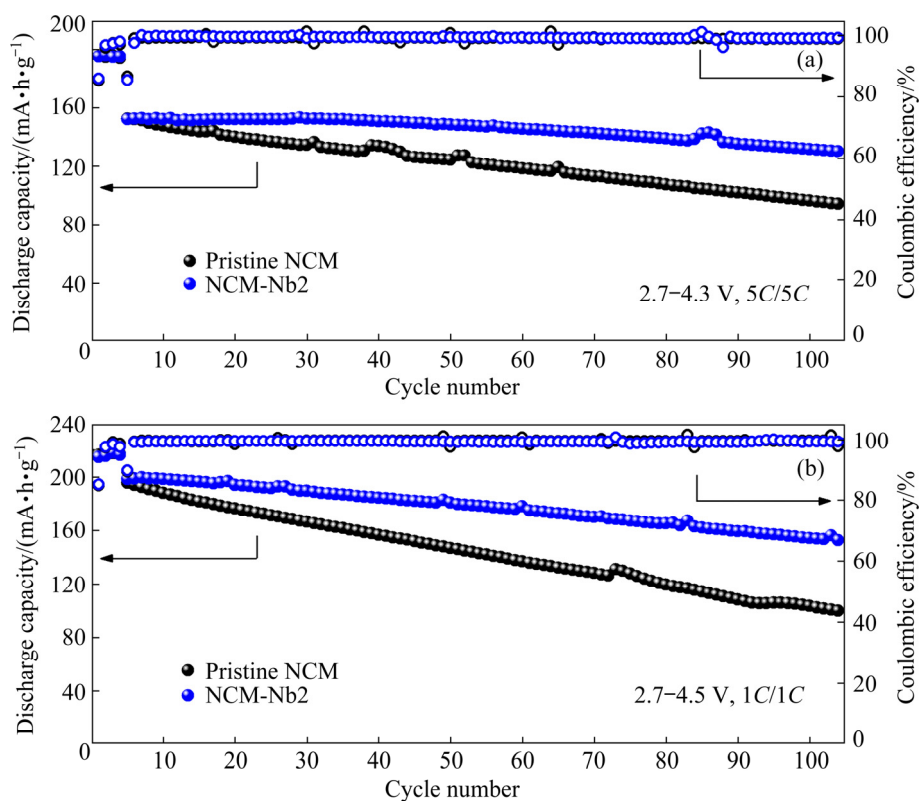 200
160
120
80
40
0
Discharge capacity/(mA•h•g⁻¹)
100
80
60
40
20
0
Coulombic efficiency/%
(a)
Pristine NCM
NCM-Nb2
2.7−4.3 V, 5C/5C
10 20 30 40 50 60 70 80 90 100
Cycle number
240
200
160
120
80
40
0
Discharge capacity/(mA•h•g⁻¹)
100
80
60
40
20
0
Coulombic efficiency/%
(b)
Pristine NCM
NCM-Nb2
2.7−4.5 V, 1C/1C
10 20 30 40 50 60 70 80 90 100
Cycle number